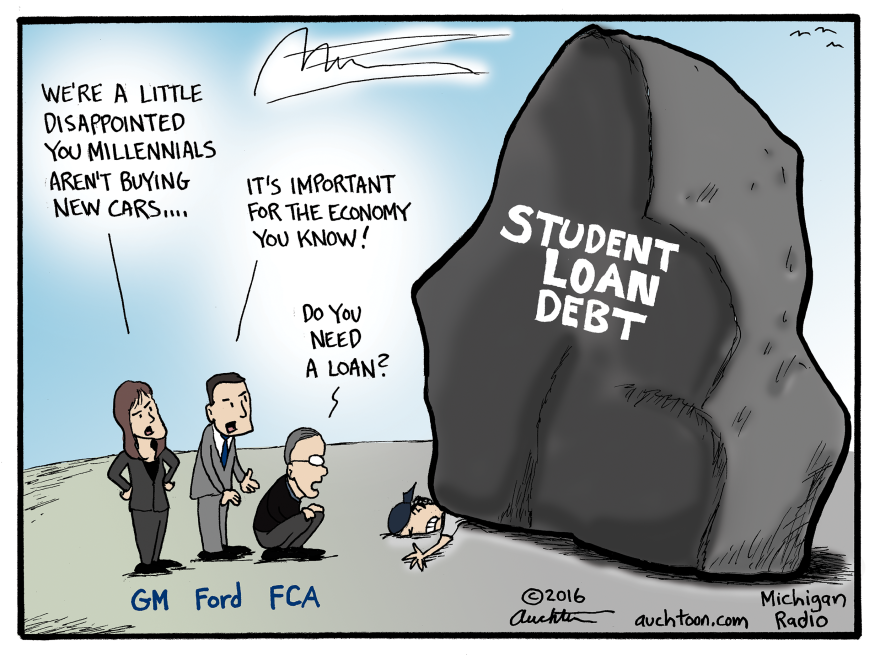 WE'RE A LITTLE
DISAPPOINTED
YOU MILLENNIALS
AREN'T BUYING
NEW CARS....
IT'S IMPORTANT
FOR THE ECONOMY
YOU KNOW!
DO YOU
NEED
A LOAN?
STUDENT
LOAN
DEBT
GM Ford FCA
©2016
Auchter
auchtoon.com
Michigan
Radio